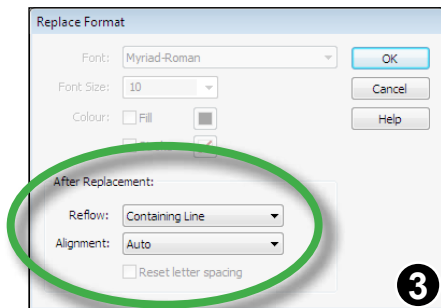 Replace Format
Font: Myriad-Roman
OK
Font Size: 10
Cancel
Colour: Fill
Help
After Replacement:
Reflow: Containing Line
Alignment: Auto
Reset letter spacing
3